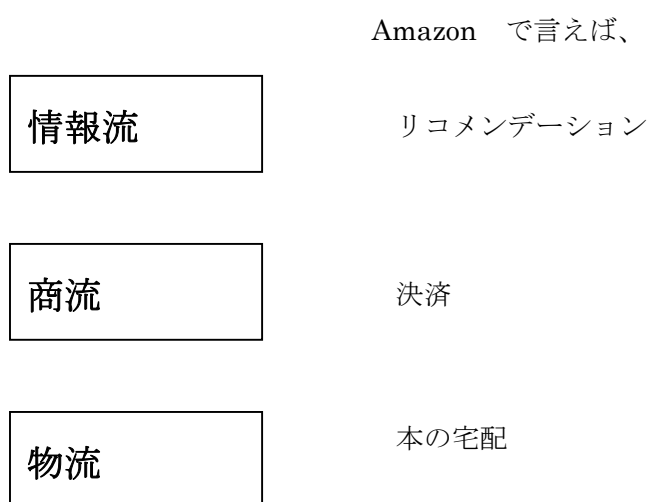 Amazon　で言えば、
情報流
リコメンデーション
商流
決済
本の宅配
物流